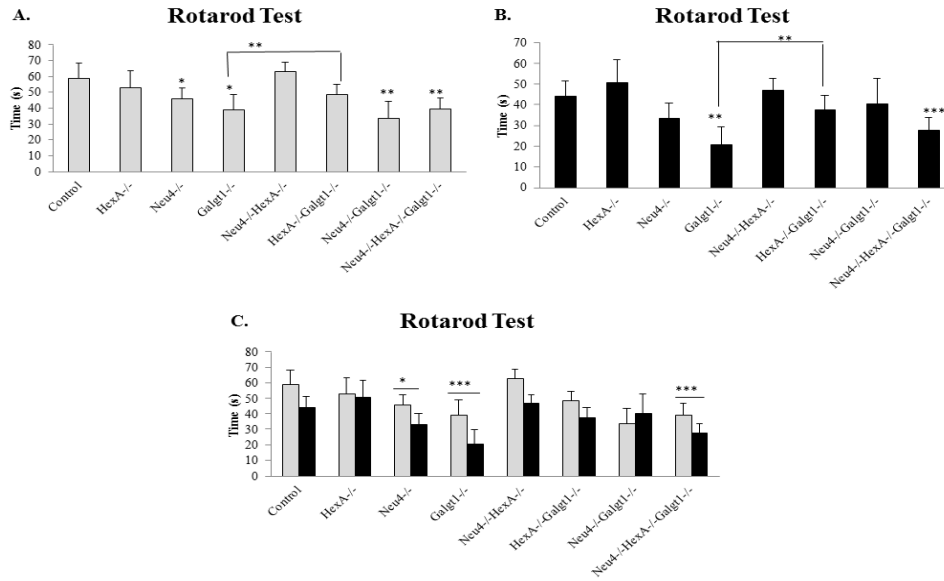 A.
Rotarod Test
**
Time (s)
80
70
60
50
40
30
20
10
0
*
*
**
**
Control
HexA-/-
Neu4-/-
Galgt1-/-
Neu4-/-HexA-/-
HexA-/-Galgt1-/-
Neu4-/-Galgt1-/-
Neu4-/-HexA-/-Galgt1-/-
B.
Rotarod Test
**
Time (s)
70
60
50
40
30
20
10
0
**
***
Control
HexA-/-
Neu4-/-
Galgt1-/-
Neu4-/-HexA-/-
HexA-/-Galgt1-/-
Neu4-/-Galgt1-/-
Neu4-/-HexA-/-Galgt1-/-
C.
Rotarod Test
Time (s)
80
70
60
50
40
30
20
10
0
*
***
***
Control
HexA-/-
Neu4-/-
Galgt1-/-
Neu4-/-HexA-/-
HexA-/-Galgt1-/-
Neu4-/-Galgt1-/-
Neu4-/-HexA-/-Galgt1-/-